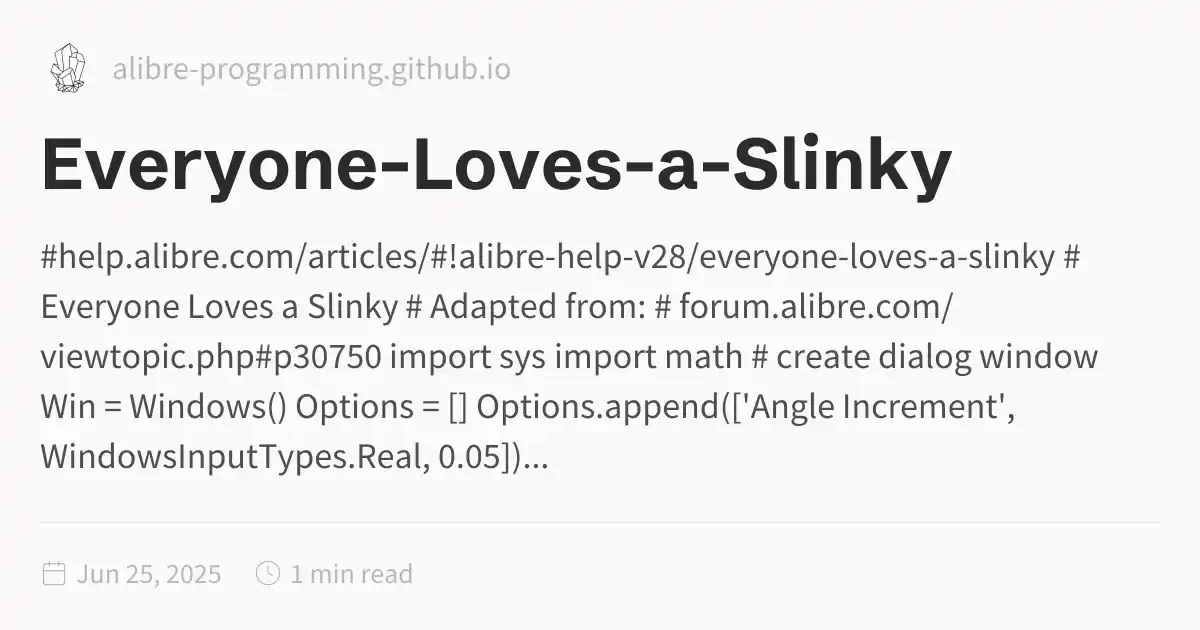 alibre-programming.github.io
Everyone-Loves-a-Slinky
#help.alibre.com/articles/#!alibre-help-v28/everyone-loves-a-slinky #
Everyone Loves a Slinky # Adapted from: # forum.alibre.com/
viewtopic.php#p30750 import sys import math # create dialog window
Win = Windows() Options = [] Options.append(['Angle Increment',
WindowsInputTypes.Real, 0.05])...
Jun 25, 2025
1 min read